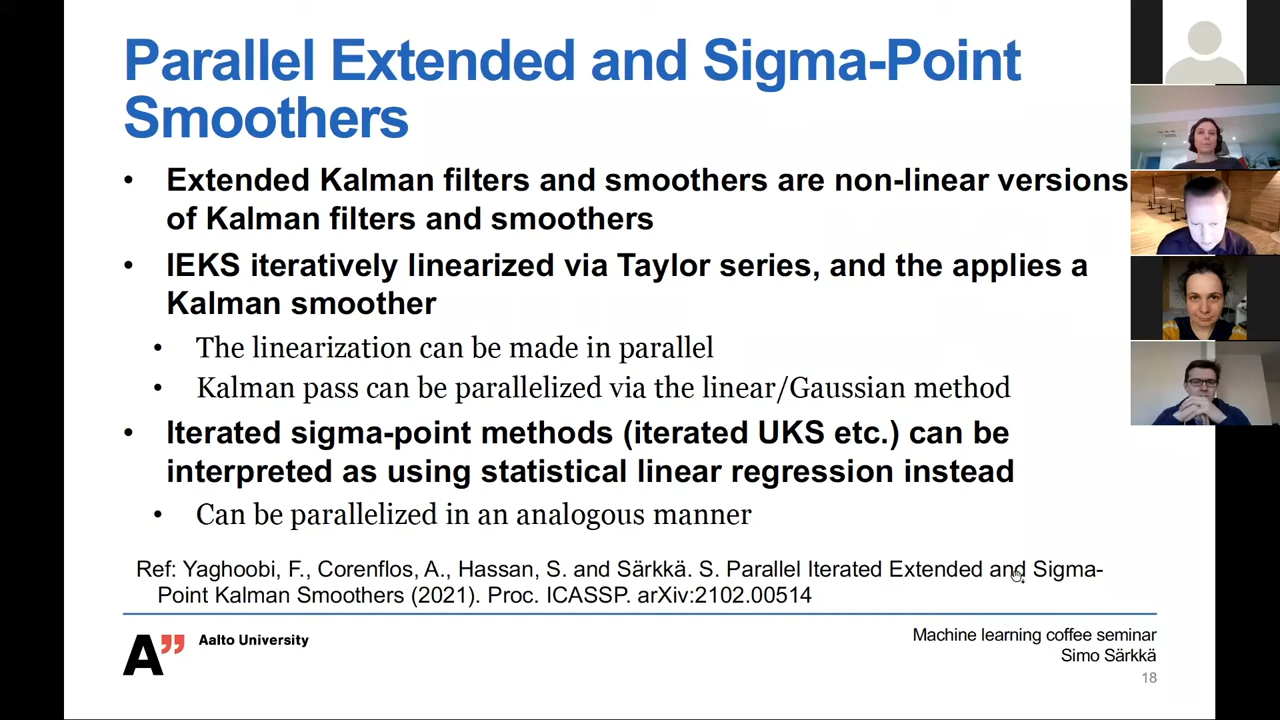 Parallel Extended and Sigma-Point
Smoothers
• Extended Kalman filters and smoothers are non-linear versions
of Kalman filters and smoothers
• IEKS iteratively linearized via Taylor series, and the applies a
Kalman smoother
• The linearization can be made in parallel
• Kalman pass can be parallelized via the linear/Gaussian method
• Iterated sigma-point methods (iterated UKS etc.) can be
interpreted as using statistical linear regression instead
• Can be parallelized in an analogous manner
Ref: Yaghoobi, F., Corenflos, A., Hassan, S. and Särkkä. S. Parallel Iterated Extended and Sigma-
Point Kalman Smoothers (2021). Proc. ICASSP. arXiv:2102.00514
A” Aalto University
Machine learning coffee seminar
Simo Särkkä
18